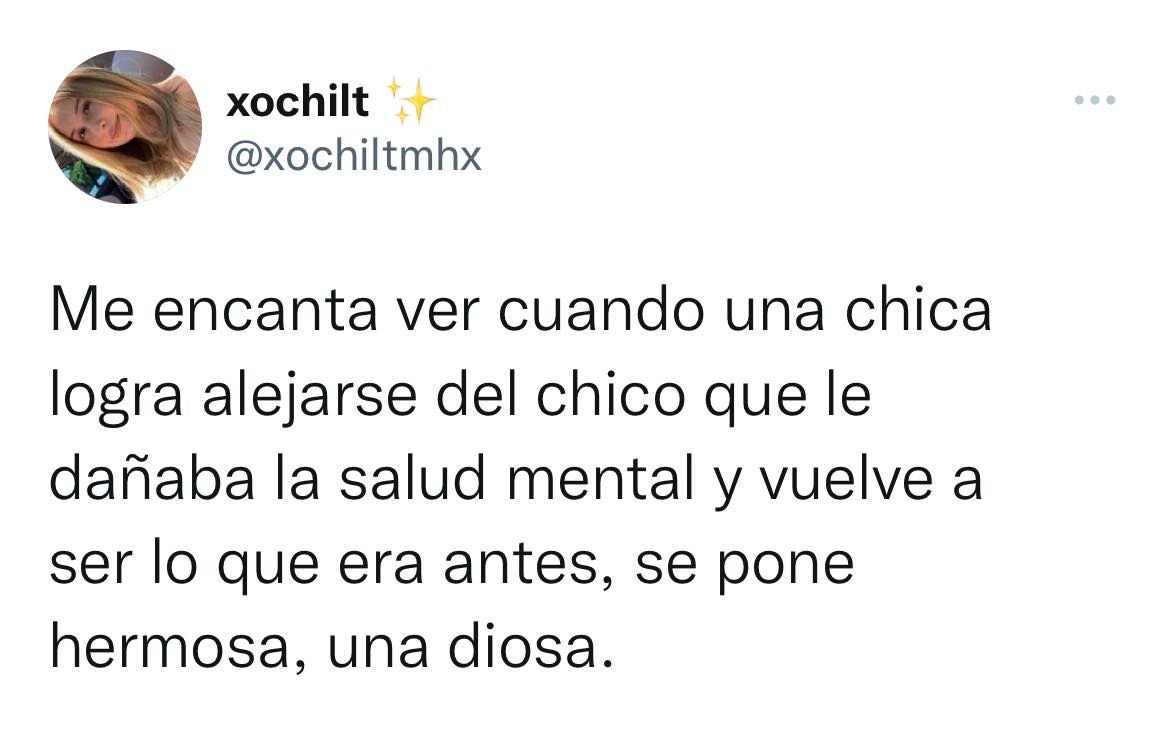 xochilt ✨
@xochiltmhx
Me encanta ver cuando una chica
logra alejarse del chico que le
dañaba la salud mental y vuelve a
ser lo que era antes, se pone
hermosa, una diosa.